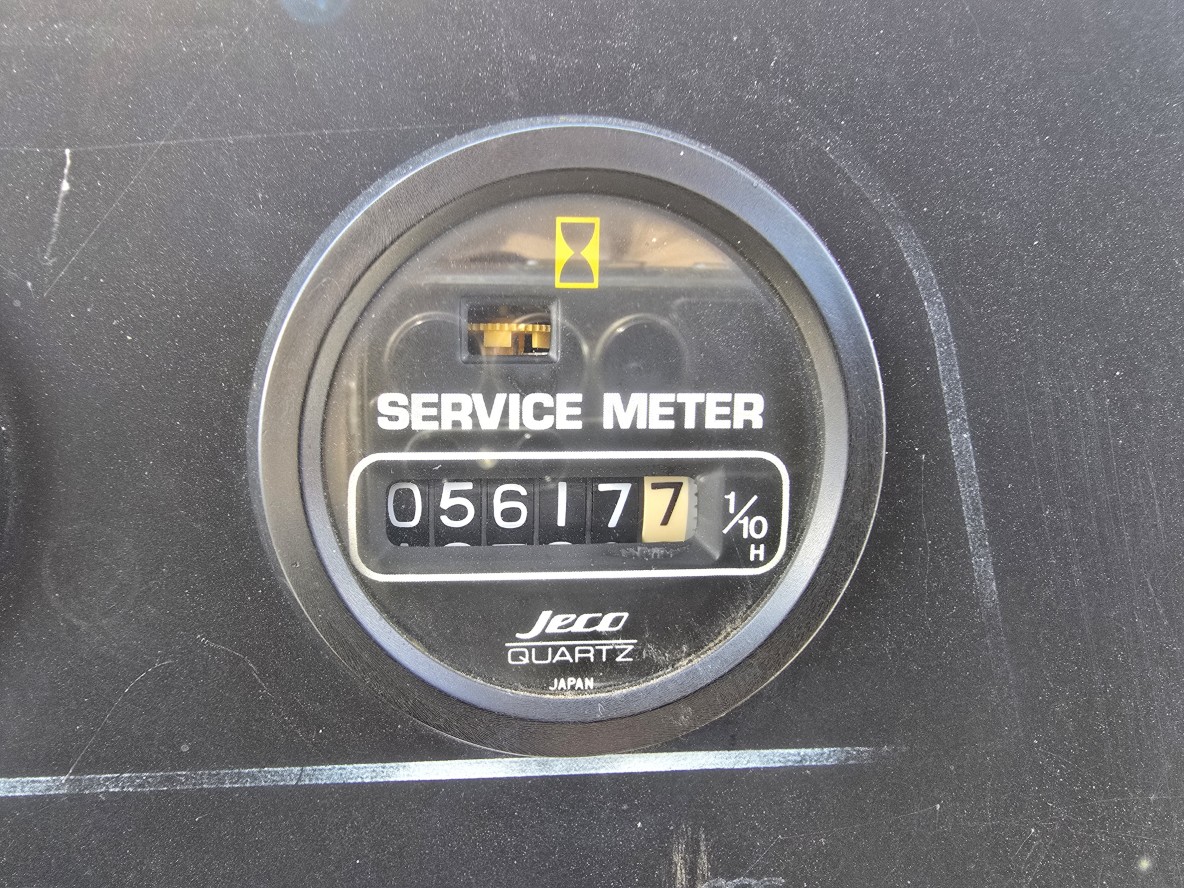 SERVICE METER
056177 1/10 H
Jeco
QUARTZ
JAPAN